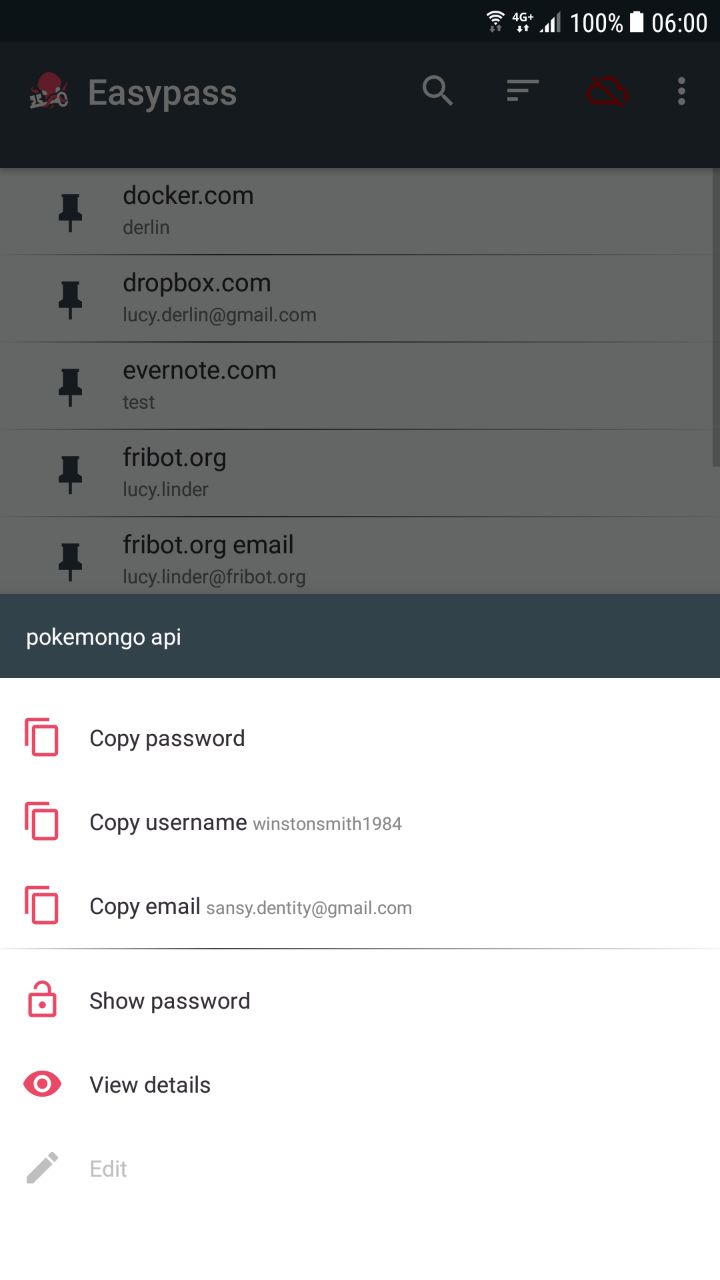 4G+ 100% 06:00
Easypass
docker.com
derlin
dropbox.com
lucy.derlin@gmail.com
evernote.com
test
fribot.org
lucy.linder
fribot.org email
lucy.linder@fribot.org
pokemongo api
Copy password
Copy username winstonsmith1984
Copy email sansy.dentity@gmail.com
Show password
View details
Edit